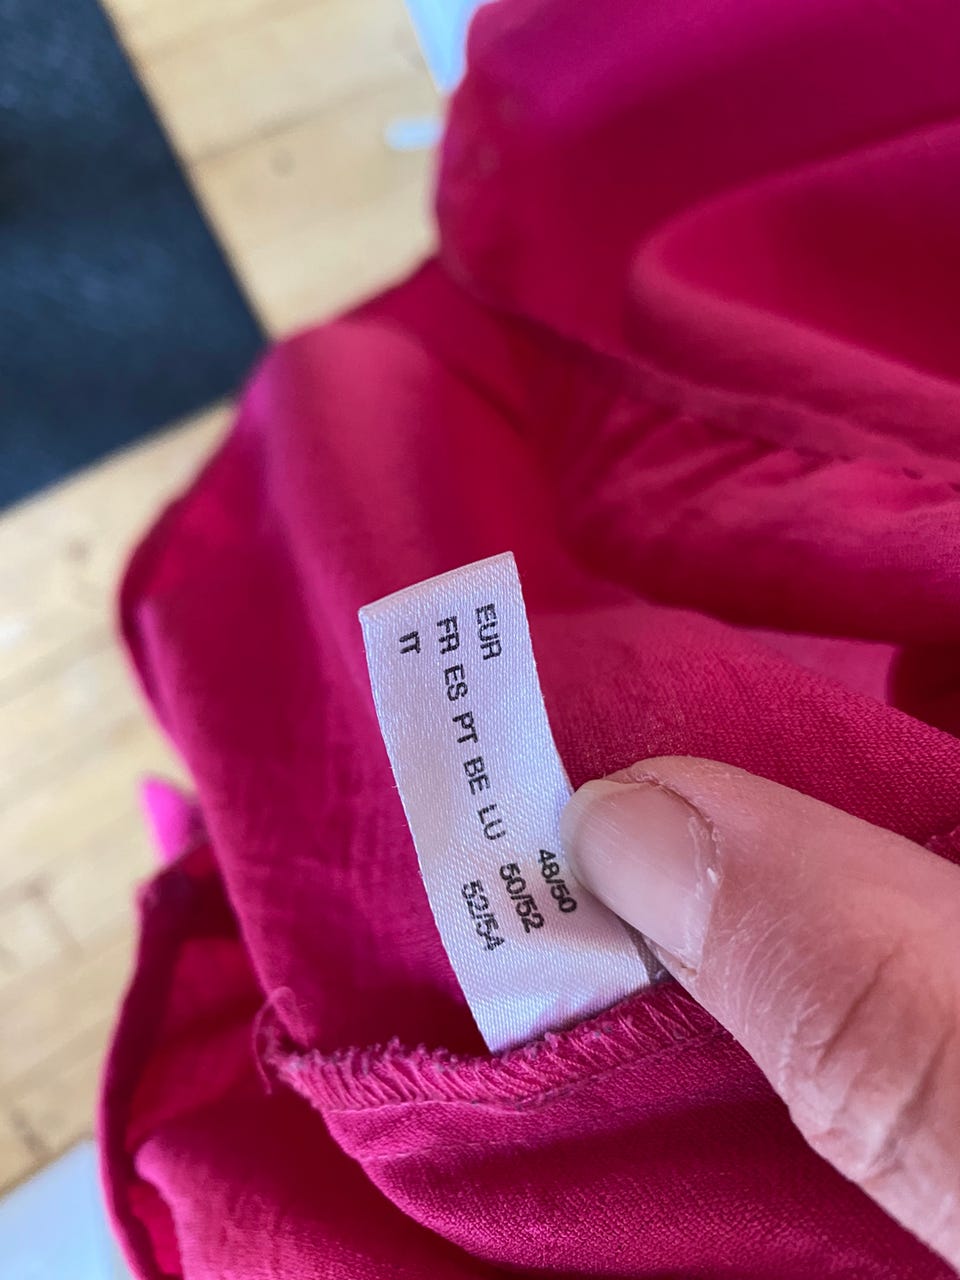 EUR 48/50
FR ES PT BE LU 50/52
IT 52/54